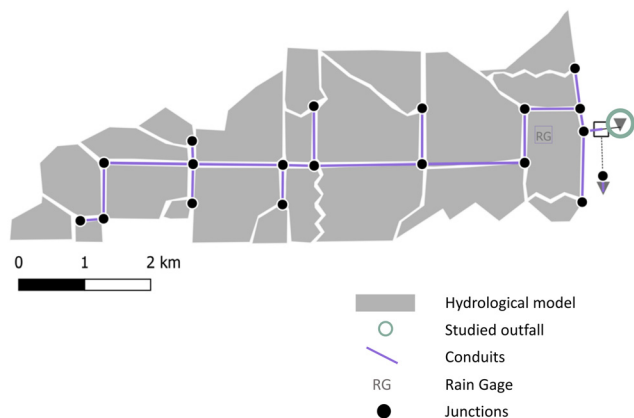 RG
0 1 2 km
Hydrological model
Studied outfall
Conduits
RG Rain Gage
Junctions